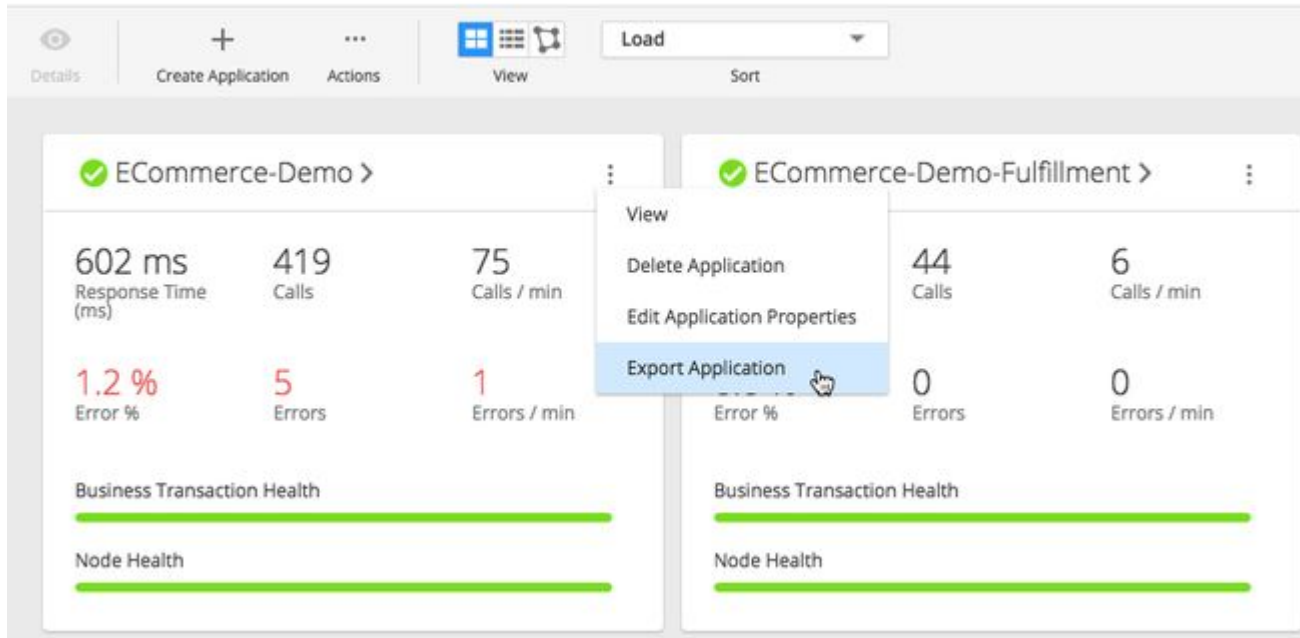 Details
Create Application
Actions
View
Load
Sort
ECommerce-Demo >
602 ms
Response Time
(ms)
419
Calls
75
Calls / min
1.2 %
Error %
5
Errors
1
Errors / min
Business Transaction Health
Node Health
View
Delete Application
Edit Application Properties
Export Application
ECommerce-Demo-Fulfillment >
44
Calls
6
Calls / min
Error %
0
Errors
0
Errors / min
Business Transaction Health
Node Health